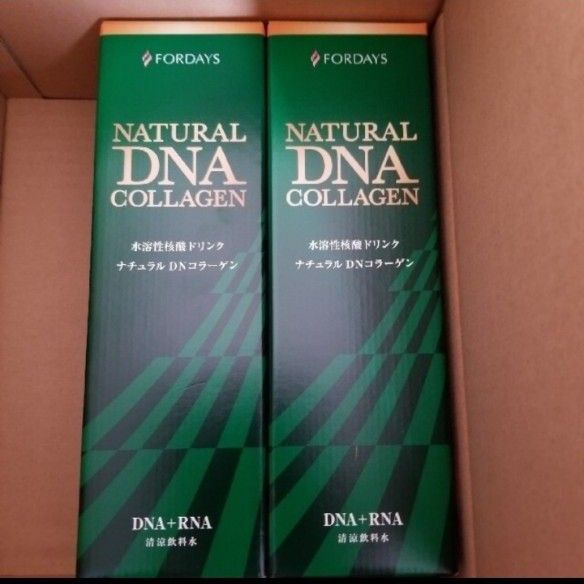 FORDAYS
NATURAL
DNA
COLLAGEN
水溶性核酸ドリンク
ナチュラル DNコラーゲン
DNA+RNA
清涼飲料水
FORDAYS
NATURAL
DNA
COLLAGEN
水溶性核酸ドリンク
ナチュラル DNコラーゲン
DNA+RNA
清涼飲料水